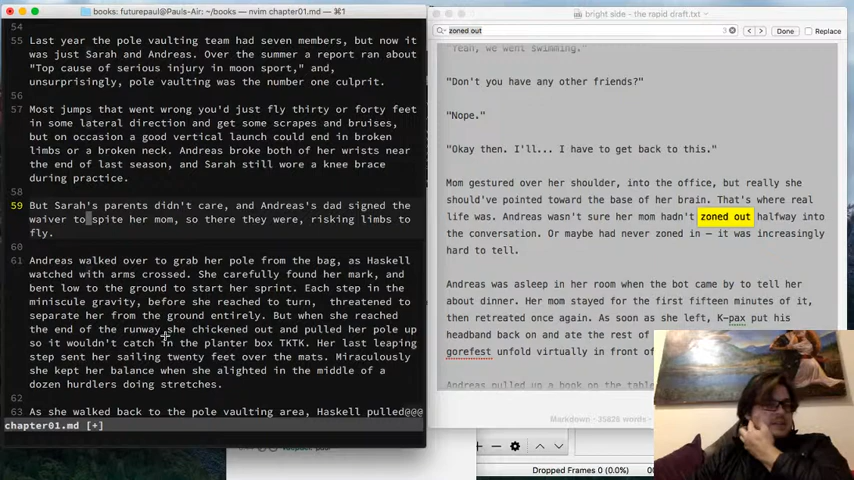 books: futurepaul@Pauls-Air: ~/books — nvim chapter01.md — ⌘1
54
55 Last year the pole vaulting team had seven members, but now it
was just Sarah and Andreas. Over the summer a report ran about
"Top cause of serious injury in moon sport," and,
unsurprisingly, pole vaulting was the number one culprit.
56
57 Most jumps that went wrong you'd just fly thirty or forty feet
in some lateral direction and get some scrapes and bruises,
but on occasion a good vertical launch could end in broken
limbs or a broken neck. Andreas broke both of her wrists near
the end of last season, and Sarah still wore a knee brace
during practice.
58
59 But Sarah's parents didn't care, and Andreas's dad signed the
waiver to spite her mom, so there they were, risking limbs to
fly.
60
61 Andreas walked over to grab her pole from the bag, as Haskell
watched with arms crossed. She carefully found her mark, and
bent low to the ground to start her sprint. Each step in the
miniscule gravity, before she reached to turn,  threatened to
separate her from the ground entirely. But when she reached
the end of the runway she chickened out and pulled her pole up
so it wouldn't catch in the planter box TKTK. Her last leaping
step sent her sailing twenty feet over the mats. Miraculously
she kept her balance when she alighted in the middle of a
dozen hurdlers doing stretches.
62
63 As she walked back to the pole vaulting area, Haskell pulled@@@
chapter01.md [+]
bright side - the rapid draft.txt
zoned out
3
Done
Replace
"Yeah, we went swimming."
"Don't you have any other friends?"
"Nope."
"Okay then. I'll... I have to get back to this."
Mom gestured over her shoulder, into the office, but really she
should've pointed toward the base of her brain. That's where real
life was. Andreas wasn't sure her mom hadn't zoned out halfway into
the conversation. Or maybe had never zoned in — it was increasingly
hard to tell.
Andreas was asleep in her room when the bot came by to tell her
about dinner. Her mom stayed for the first fifteen minutes of it,
then retreated once again. As soon as she left, K-pax put his
headband back on and ate the rest of
gorefest unfold virtually in front of
Andreas pulled up a book on the table
Markdown 35828 words
Dropped Frames 0 (0.0%)